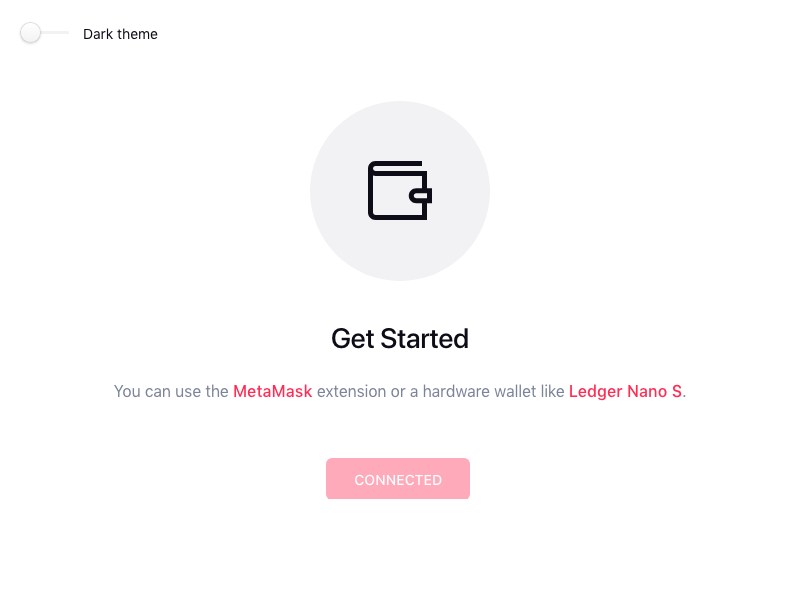 Dark theme
Get Started
You can use the MetaMask extension or a hardware wallet like Ledger Nano S.
CONNECTED